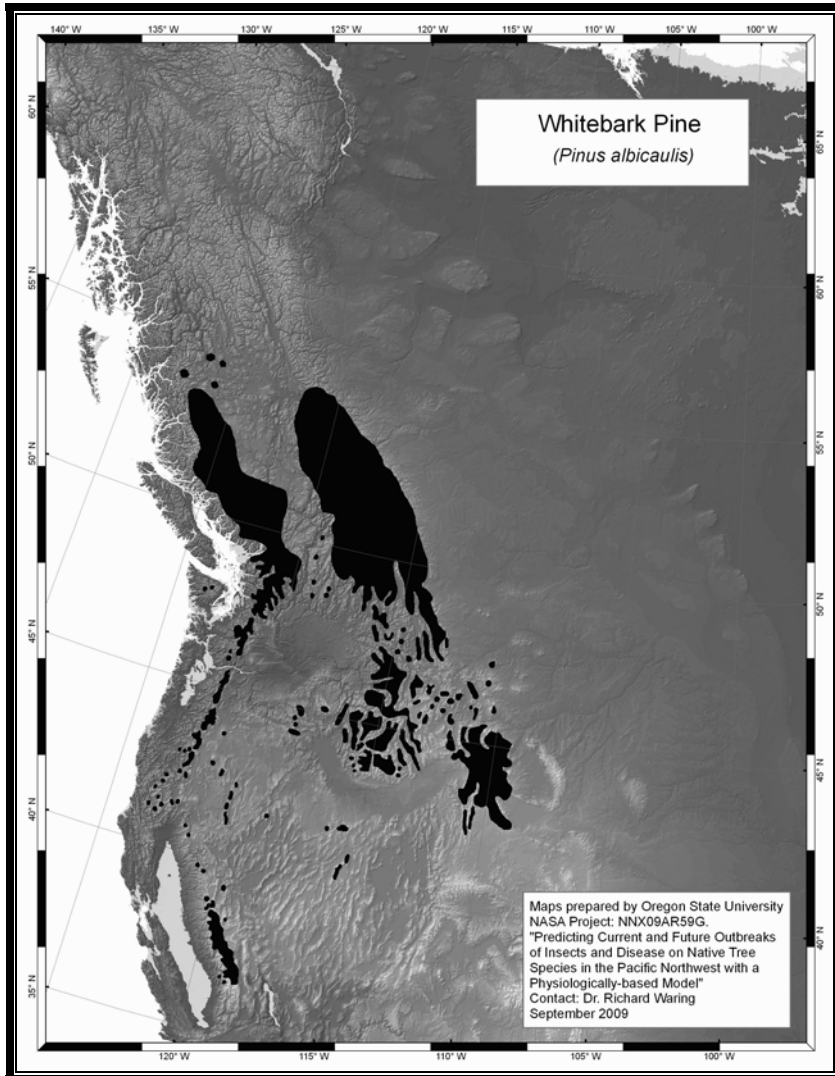 140° W 135° W 130° W 125° W 120° W 115° W 110° W 105° W 100° W
60° N
55° N
50° N
45° N
40° N
35° N
65° N
60° N
55° N
50° N
45° N
40° N
Whitebark Pine
(Pinus albicaulis)
Maps prepared by Oregon State University
NASA Project: NNX09AR59G.
"Predicting Current and Future Outbreaks
of Insects and Disease on Native Tree
Species in the Pacific Northwest with a
Physiologically-based Model"
Contact: Dr. Richard Waring
September 2009
120° W 115° W 110° W 105° W 100° W